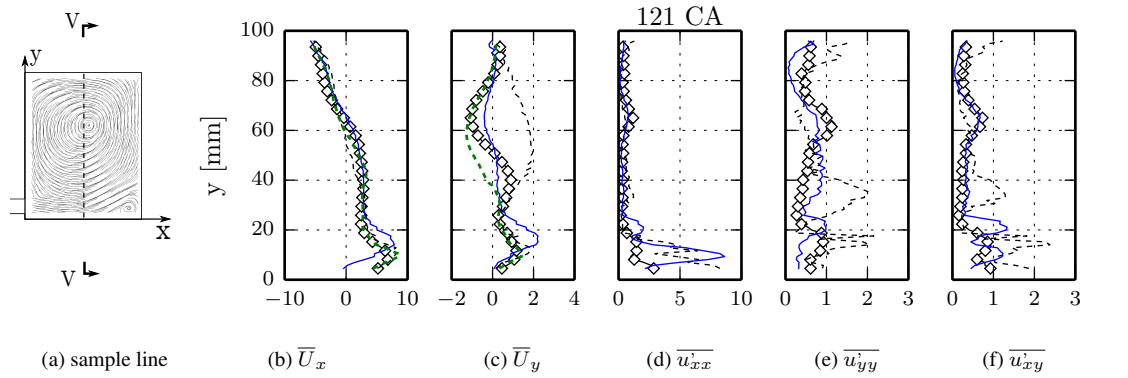 121 CA
V
y
x
V
y [mm]
100
80
60
40
20
0
−10 0 10
−2 0 2 4
0 5 10
0 1 2 3
0 1 2 3
(a) sample line
(b) U̅x
(c) U̅y
(d) u'xx
(e) u'yy
(f) u'xy